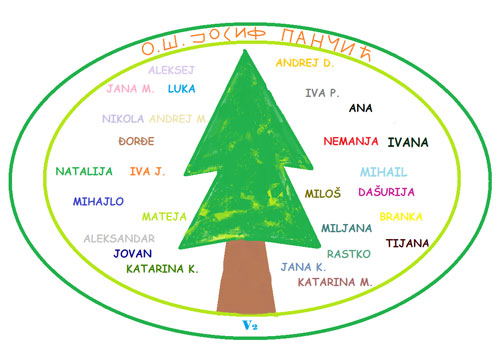 О.Ш. ЈОСИФ ПАНЧИЋ
ALEKSEJ
ANDREJ D.
JANA M. LUKA
IVA P.
ANA
NIKOLA ANDREJ M.
ĐORĐE
NEMANJA IVANA
NATALIJA IVA J.
MIHAIL
MIHAJLO
MILOŠ DAŠURIJA
MATEJA
BRANKA
MILJANA
ALEKSANDAR
TIJANA
JOVAN
RASTKO
KATARINA K.
JANA K.
KATARINA M.
V2